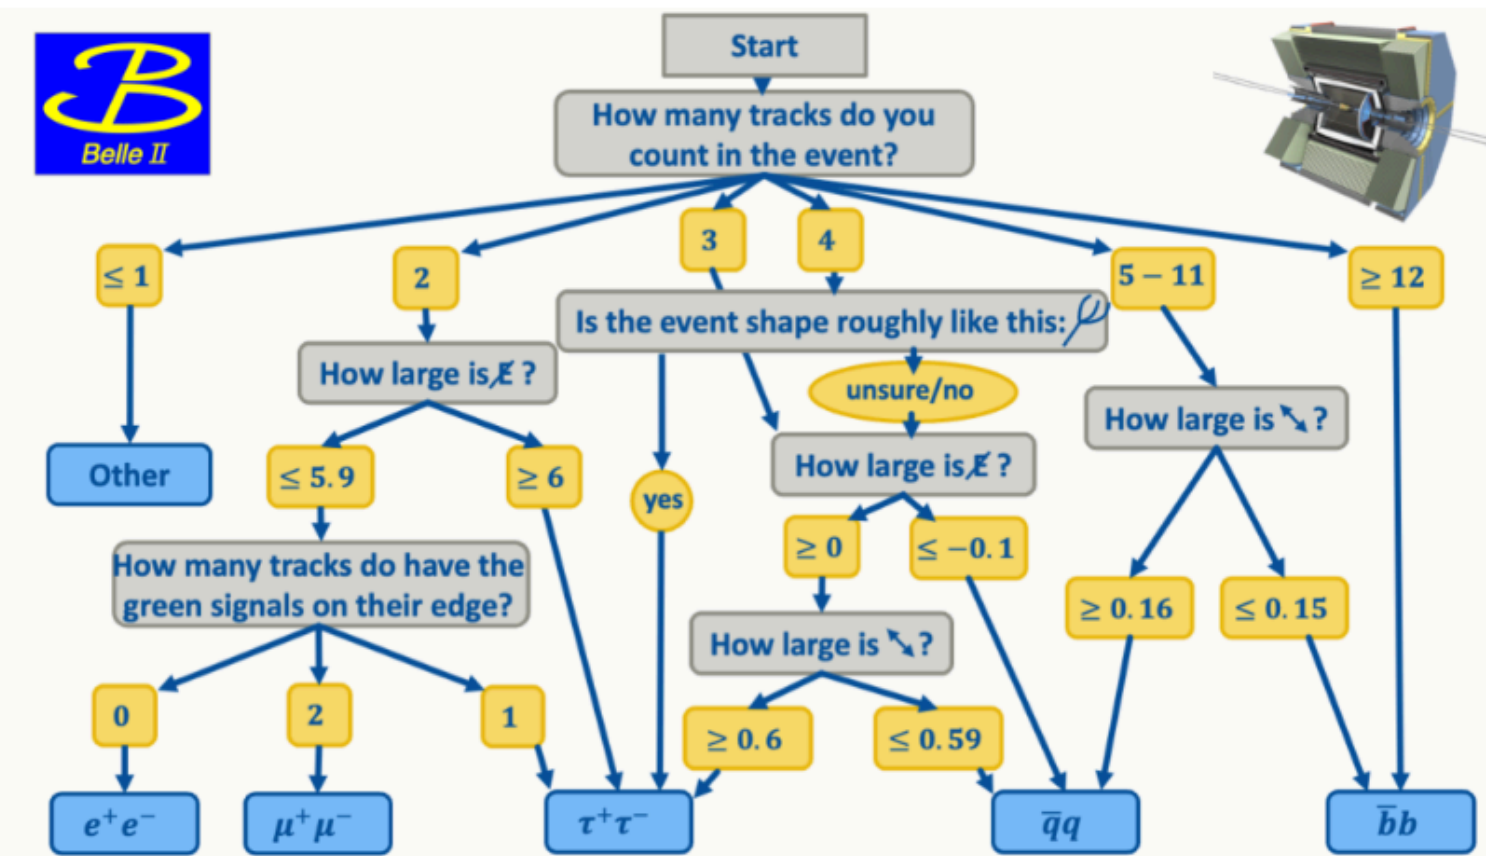 Start
Belle II
How many tracks do you
count in the event?
3
4
≤ 1
2
5 − 11
≥ 12
Is the event shape roughly like this:
How large is E̸ ?
unsure/no
How large is ⤡ ?
How large is E̸ ?
Other
≤ 5.9
≥ 6
yes
≥ 0
≤ −0.1
How many tracks do have the
green signals on their edge?
≥ 0.16
≤ 0.15
How large is ⤡ ?
0
2
1
≥ 0.6
≤ 0.59
e⁺e⁻
μ⁺μ⁻
τ⁺τ⁻
q̅q
b̅b